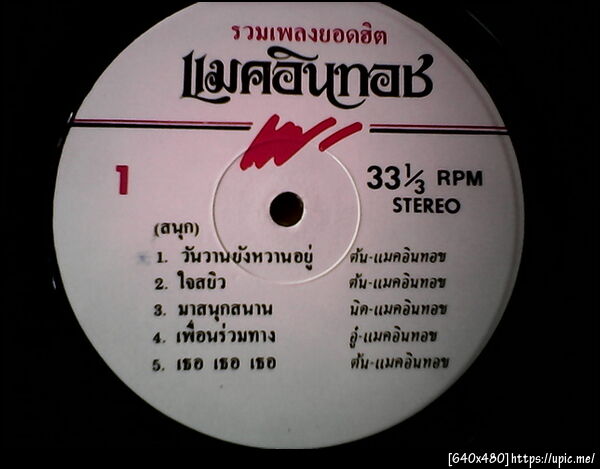 รวมเพลงยอดฮิต
แมคอินทอช
1
33 1/3 RPM
STEREO
(สนุก)
1. วันวานยังหวานอยู่ ต้น-แมคอินทอช
2. ใจสยิว ต้น-แมคอินทอช
3. มาสนุกสนาน นิด-แมคอินทอช
4. เพื่อนร่วมทาง อู๋-แมคอินทอช
5. เธอ เธอ เธอ ต้น-แมคอินทอช
[640x480]https://upic.me/